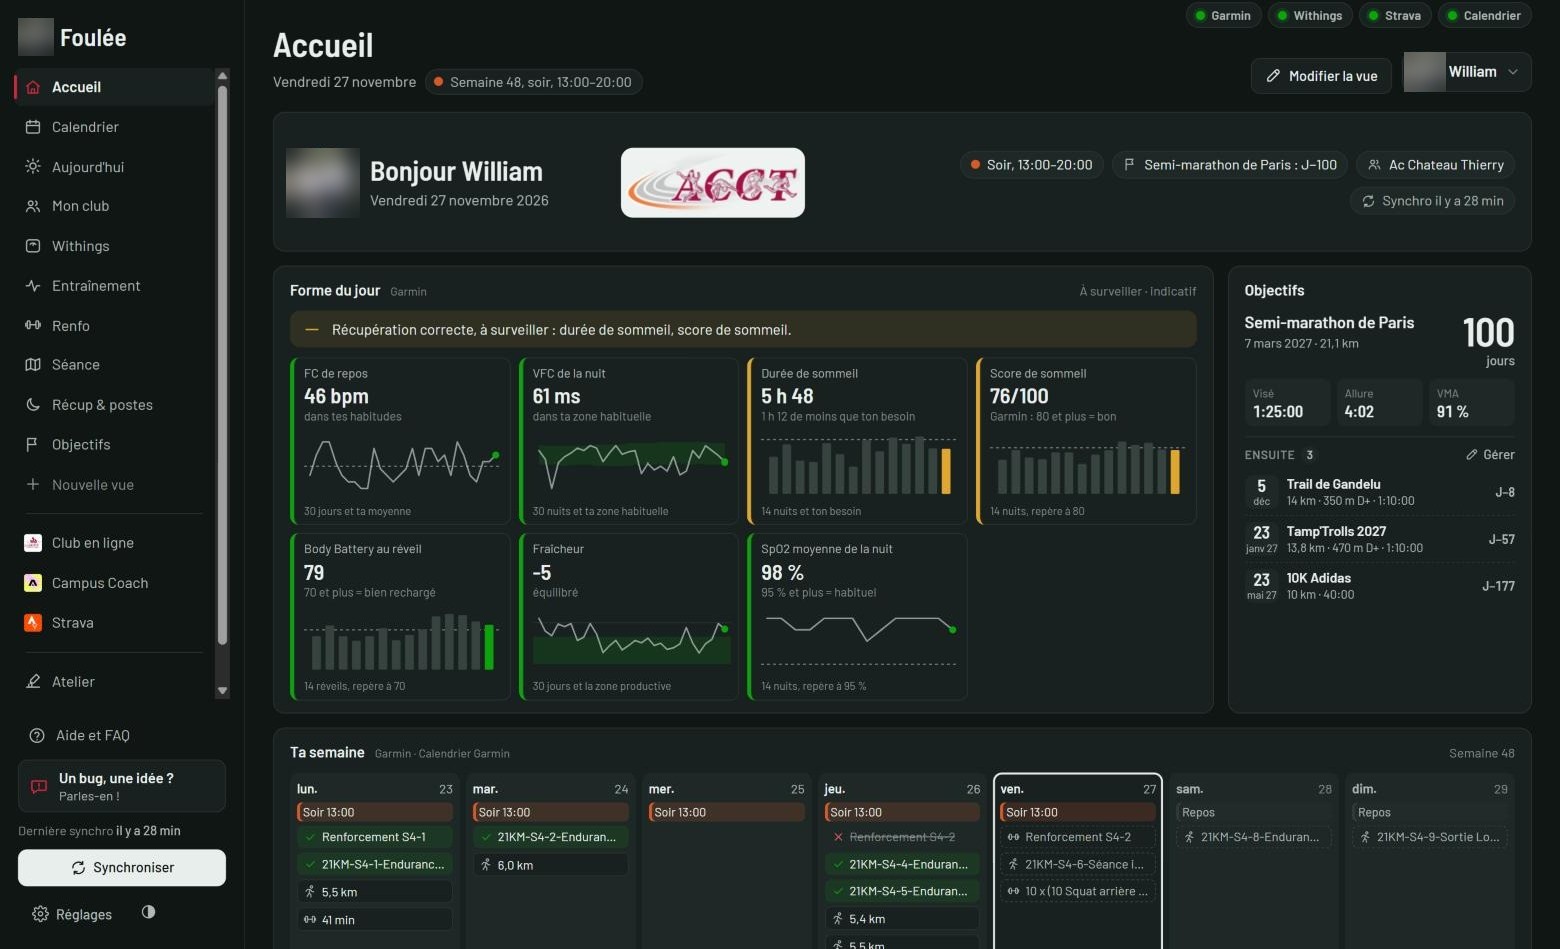 Foulée
Accueil
Calendrier
Aujourd'hui
Mon club
Withings
Entraînement
Renfo
Séance
Récup & postes
Objectifs
Nouvelle vue
Club en ligne
Campus Coach
Strava
Atelier
Aide et FAQ
Un bug, une idée ?
Parles-en !
Dernière synchro il y a 28 min
Synchroniser
Réglages
Garmin
Withings
Strava
Calendrier
Accueil
Vendredi 27 novembre
Semaine 48, soir, 13:00–20:00
Modifier la vue
William
Bonjour William
Vendredi 27 novembre 2026
ACCT
Soir, 13:00–20:00
Semi-marathon de Paris : J–100
Ac Chateau Thierry
Synchro il y a 28 min
Forme du jour Garmin
À surveiller · indicatif
Récupération correcte, à surveiller : durée de sommeil, score de sommeil.
FC de repos
46 bpm
dans tes habitudes
30 jours et ta moyenne
VFC de la nuit
61 ms
dans ta zone habituelle
30 nuits et ta zone habituelle
Durée de sommeil
5 h 48
1 h 12 de moins que ton besoin
14 nuits et ton besoin
Score de sommeil
76/100
Garmin : 80 et plus = bon
14 nuits, repère à 80
Body Battery au réveil
79
70 et plus = bien rechargé
14 réveils, repère à 70
Fraîcheur
-5
équilibré
30 jours et la zone productive
SpO2 moyenne de la nuit
98 %
95 % et plus = habituel
14 nuits, repère à 95 %
Objectifs
Semi-marathon de Paris
7 mars 2027 · 21,1 km
100
jours
Visé
1:25:00
Allure
4:02
VMA
91 %
ENSUITE 3
Gérer
5 déc
Trail de Gandelu
14 km · 350 m D+ · 1:10:00
J–8
23 janv 27
Tamp'Trolls 2027
13,8 km · 470 m D+ · 1:10:00
J–57
23 mai 27
10K Adidas
10 km · 40:00
J–177
Ta semaine Garmin · Calendrier Garmin
Semaine 48
lun. 23
Soir 13:00
Renforcement S4-1
21KM-S4-1-Enduranc...
5,5 km
41 min
mar. 24
Soir 13:00
21KM-S4-2-Enduran...
6,0 km
mer. 25
Soir 13:00
jeu. 26
Soir 13:00
Renforcement S4-2
21KM-S4-4-Enduran...
21KM-S4-5-Enduran...
5,4 km
5,5 km
ven. 27
Soir 13:00
Renforcement S4-2
21KM-S4-6-Séance i...
10 x (10 Squat arrière ...
sam. 28
Repos
21KM-S4-8-Enduran...
dim. 29
Repos
21KM-S4-9-Sortie Lo...